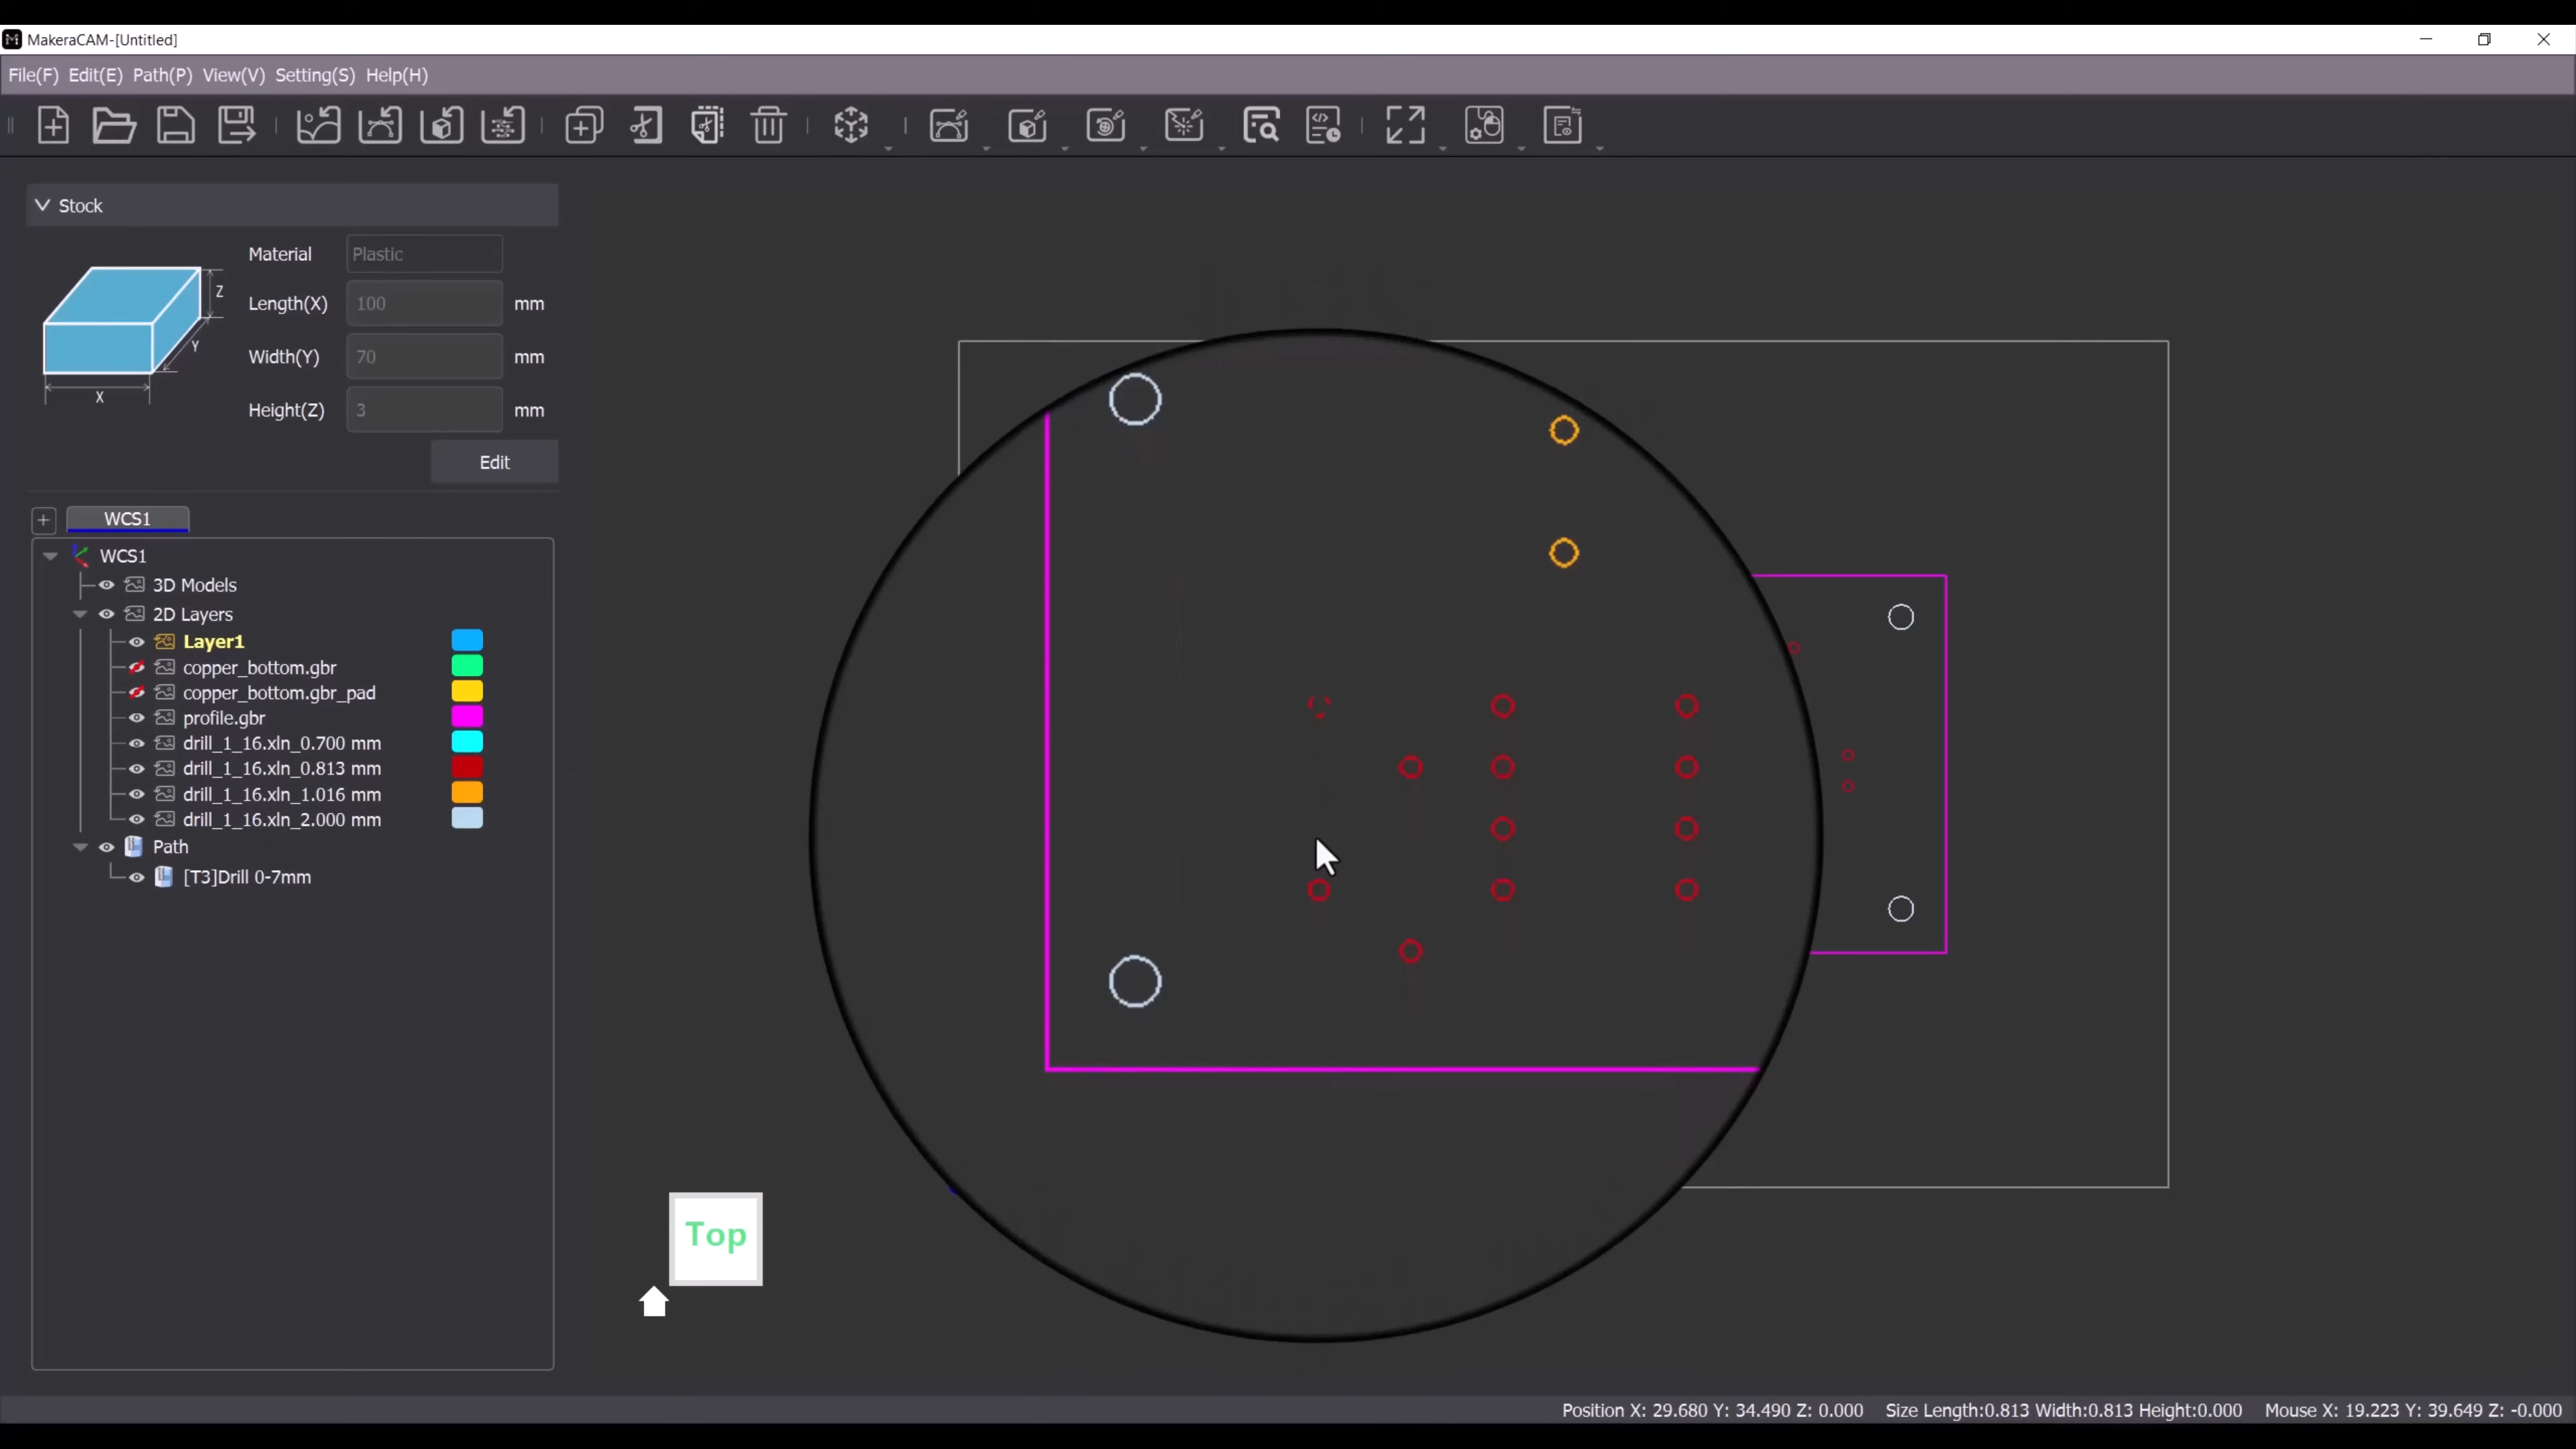 MakeraCAM-[Untitled]
File(F) Edit(E) Path(P) View(V) Setting(S) Help(H)
Stock
Material Plastic
Length(X) 100 mm
Width(Y) 70 mm
Height(Z) 3 mm
Z
Y
X
Edit
WCS1
WCS1
3D Models
2D Layers
Layer1
copper_bottom.gbr
copper_bottom.gbr_pad
profile.gbr
drill_1_16.xln_0.700 mm
drill_1_16.xln_0.813 mm
drill_1_16.xln_1.016 mm
drill_1_16.xln_2.000 mm
Path
[T3]Drill 0-7mm
Top
Position X: 29.680 Y: 34.490 Z: 0.000 Size Length:0.813 Width:0.813 Height:0.000 Mouse X: 19.223 Y: 39.649 Z: -0.000